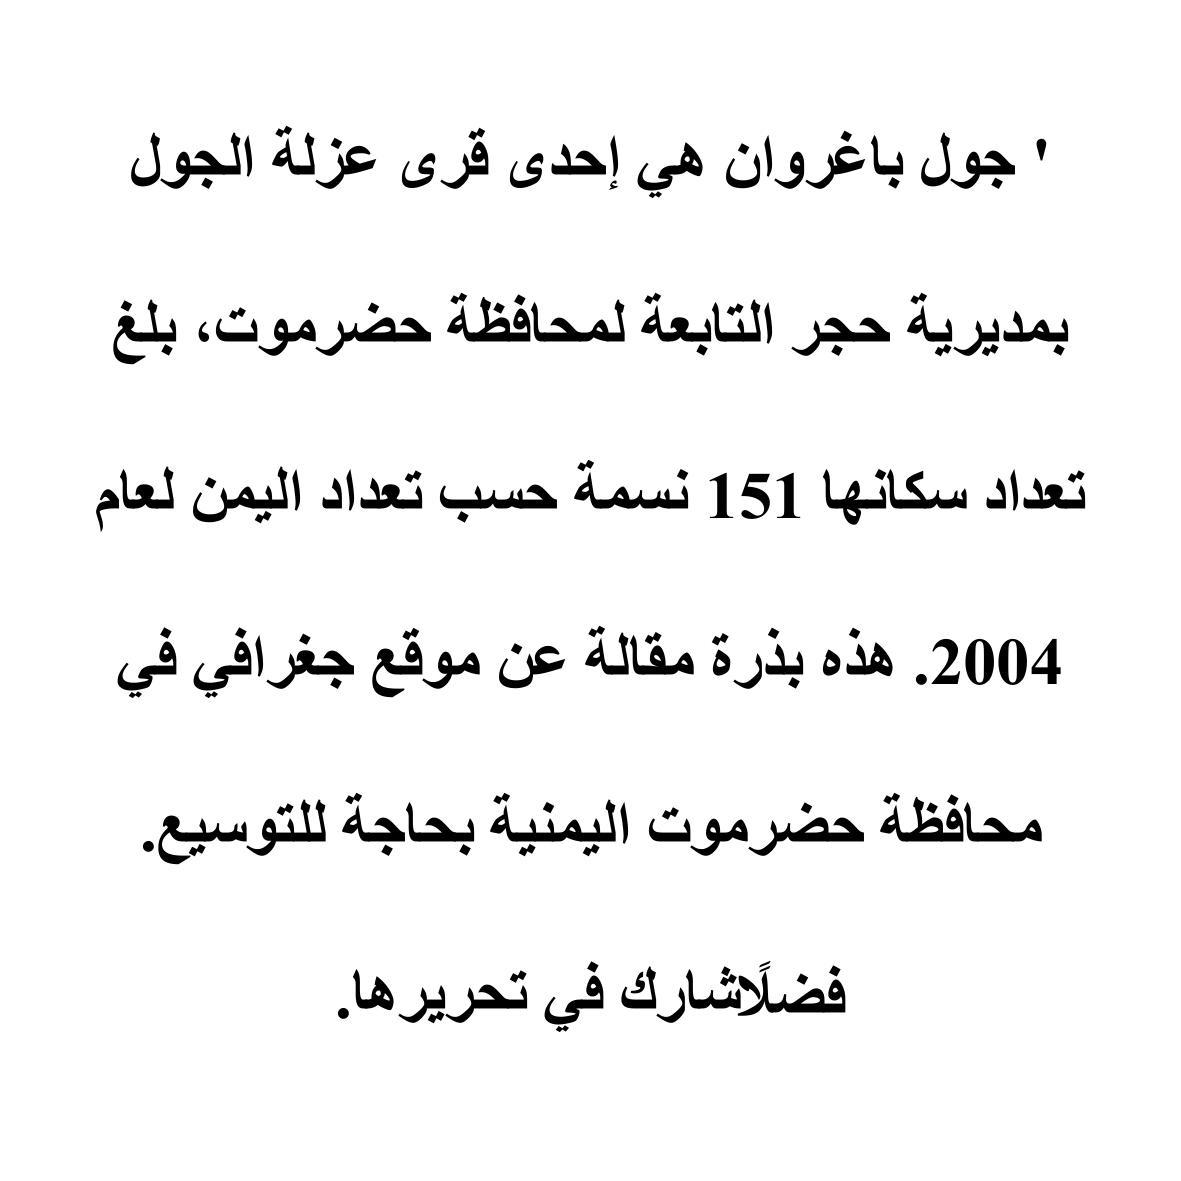 ' جول باغروان هي إحدى قرى عزلة الجول
بمديرية حجر التابعة لمحافظة حضرموت، بلغ
تعداد سكانها 151 نسمة حسب تعداد اليمن لعام
2004. هذه بذرة مقالة عن موقع جغرافي في
محافظة حضرموت اليمنية بحاجة للتوسيع.
فضلًاشارك في تحريرها.